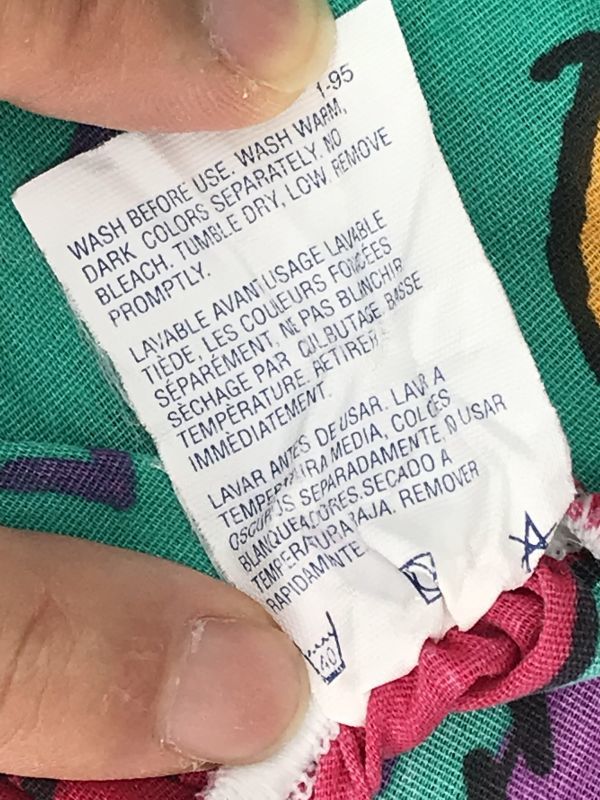 1-95
WASH BEFORE USE. WASH WARM,
DARK COLORS SEPARATELY. NO
BLEACH. TUMBLE DRY, LOW. REMOVE
PROMPTLY.
LAVABLE AVANT USAGE LAVABLE
TIÈDE, LES COULEURS FONCÉES
SÉPARÉMENT, NE PAS BLANCHIR
SÉCHAGE PAR CULBUTAGE BASSE
TEMPÉRATURE. RETIRER
IMMÉDIATEMENT.
LAVAR ANTES DE USAR. LAVAR A
TEMPERATURA MEDIA, COLORES
OSCUROS SEPARADAMENTE, NO USAR
BLANQUEADORES. SECADO A
TEMPERATURA BAJA. REMOVER
RAPIDAMENTE
40